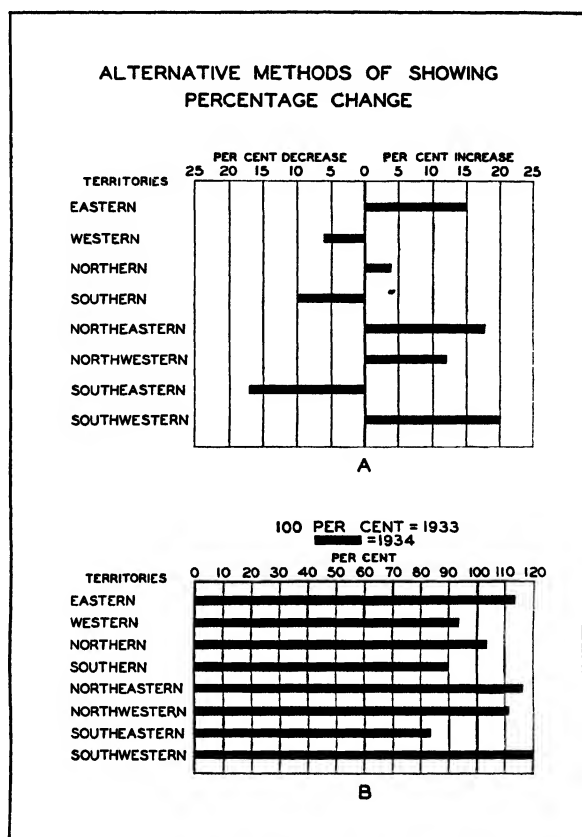 ALTERNATIVE METHODS OF SHOWING
PERCENTAGE CHANGE
PER CENT DECREASE PER CENT INCREASE
25 20 15 10 5 0 5 10 15 20 25
TERRITORIES
EASTERN
WESTERN
NORTHERN
SOUTHERN
NORTHEASTERN
NORTHWESTERN
SOUTHEASTERN
SOUTHWESTERN
A
100 PER CENT = 1933
=1934
PER CENT
TERRITORIES
0 10 20 30 40 50 60 70 80 90 100 110 120
EASTERN
WESTERN
NORTHERN
SOUTHERN
NORTHEASTERN
NORTHWESTERN
SOUTHEASTERN
SOUTHWESTERN
B